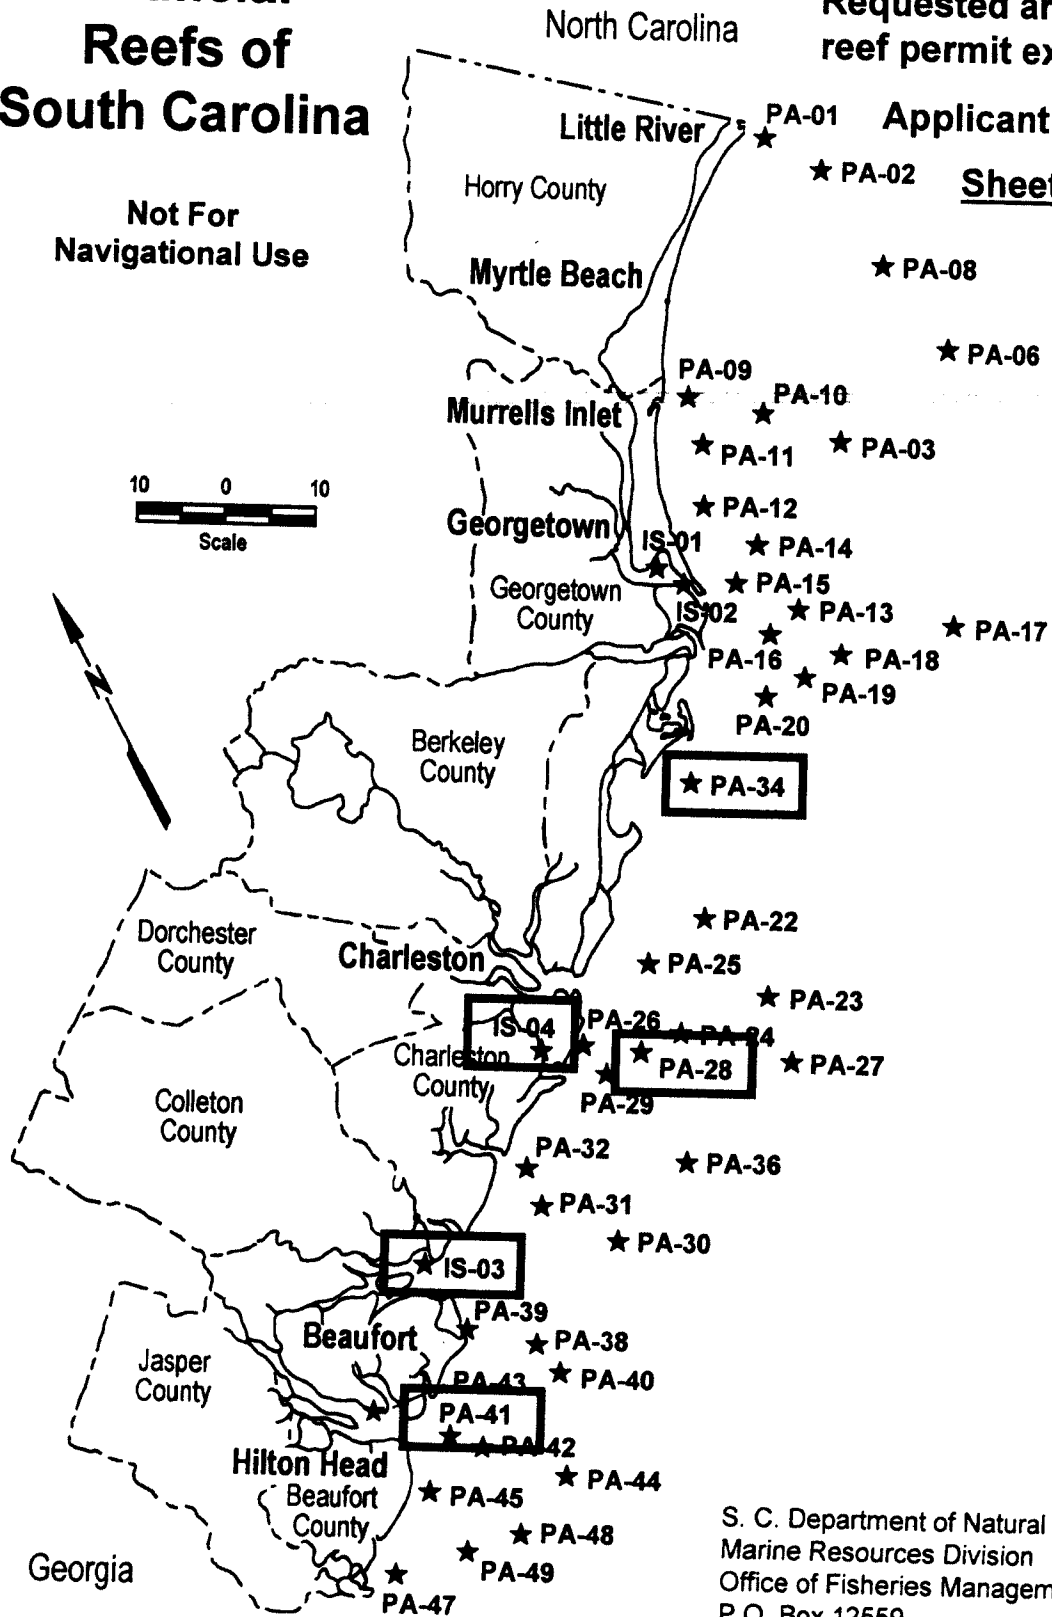 Reefs of
South Carolina
Not For
Navigational Use
North Carolina
Requested
reef permit
Applicant
Sheet
Little River
PA-01
PA-02
Horry County
PA-08
Myrtle Beach
PA-06
PA-09
PA-10
Murrells Inlet
PA-11
PA-03
10 0 10
Scale
PA-12
Georgetown
IS-01
PA-14
Georgetown
County
PA-15
IS-02
PA-13
PA-17
PA-16
PA-18
PA-19
PA-20
N
Berkeley
County
PA-34
PA-22
Dorchester
County
Charleston
PA-25
PA-23
IS-04
PA-26
PA-24
Charleston
County
PA-28
PA-27
PA-29
Colleton
County
PA-32
PA-36
PA-31
PA-30
IS-03
PA-39
Beaufort
PA-38
Jasper
County
PA-40
PA-43
PA-41
PA-42
Hilton Head
PA-44
Beaufort
County
PA-45
PA-48
PA-49
Georgia
PA-47
S. C. Department of Natural
Marine Resources Division
Office of Fisheries Managem
P.O. Box 12559